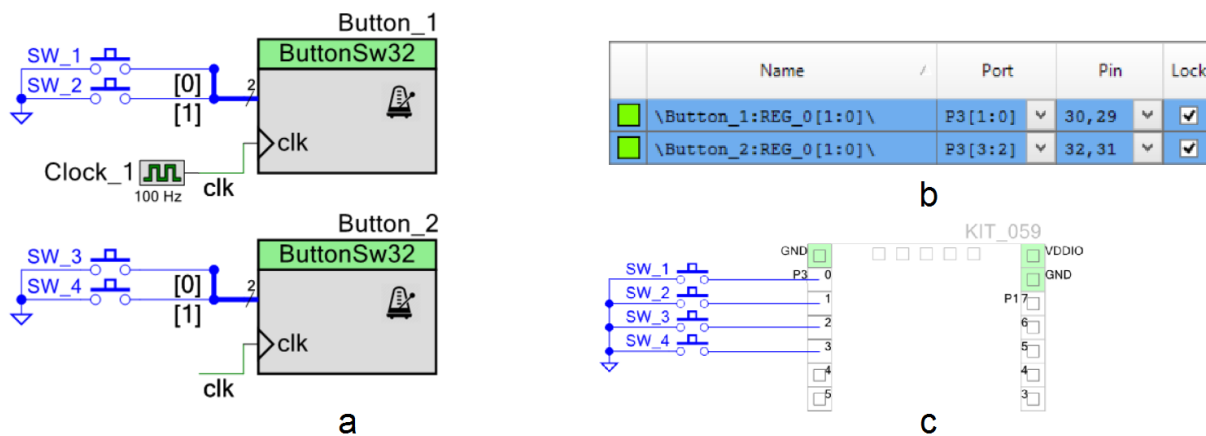 Button_1
ButtonSw32
SW_1
SW_2
[0]
[1]
2
clk
Clock_1
100 Hz
clk
Button_2
ButtonSw32
SW_3
SW_4
[0]
[1]
2
clk
clk
a
Name / Port Pin Lock
\Button_1:REG_0[1:0]\ P3[1:0] 30,29
\Button_2:REG_0[1:0]\ P3[3:2] 32,31
b
KIT_059
GND VDDIO
SW_1 P3 0 GND
SW_2 1 P1 7
SW_3 2 6
SW_4 3 5
4 4
5 3
c